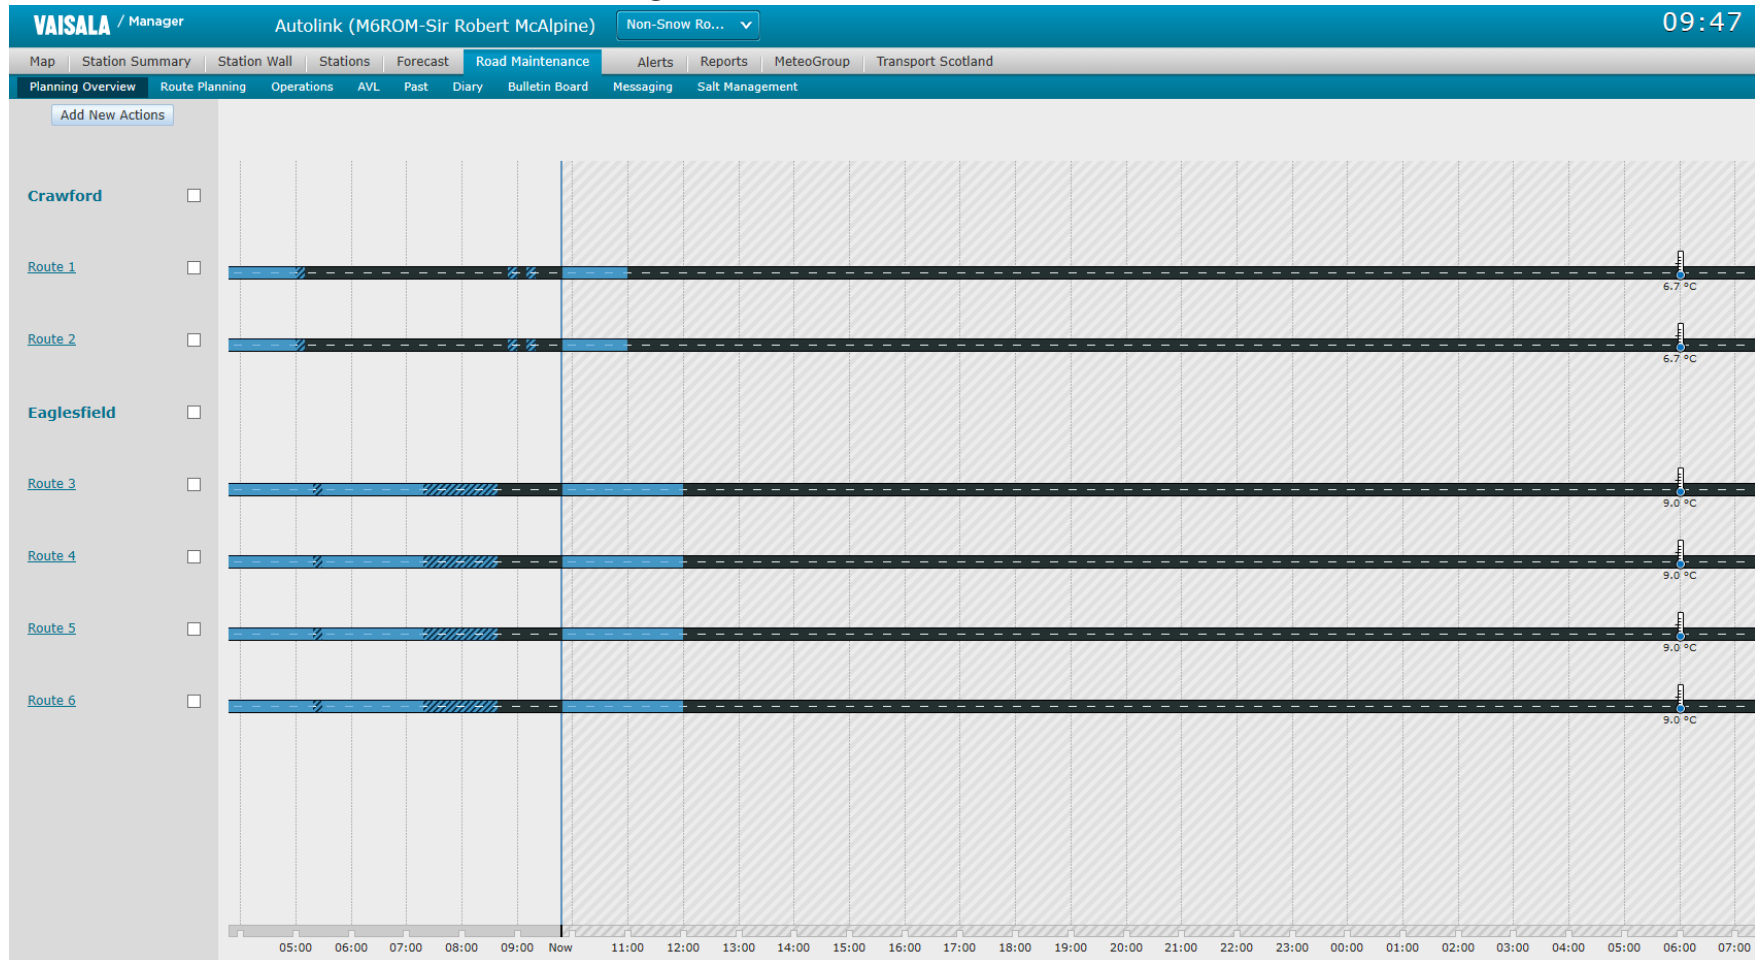 VAISALA / Manager Autolink (M6ROM-Sir Robert McAlpine) Non-Snow Ro... 09:47
Map Station Summary Station Wall Stations Forecast Road Maintenance Alerts Reports MeteoGroup Transport Scotland
Planning Overview Route Planning Operations AVL Past Diary Bulletin Board Messaging Salt Management
Add New Actions
Crawford
Route 1
6.7 °C
Route 2
6.7 °C
Eaglesfield
Route 3
9.0 °C
Route 4
9.0 °C
Route 5
9.0 °C
Route 6
9.0 °C
05:00 06:00 07:00 08:00 09:00 Now 11:00 12:00 13:00 14:00 15:00 16:00 17:00 18:00 19:00 20:00 21:00 22:00 23:00 00:00 01:00 02:00 03:00 04:00 05:00 06:00 07:00